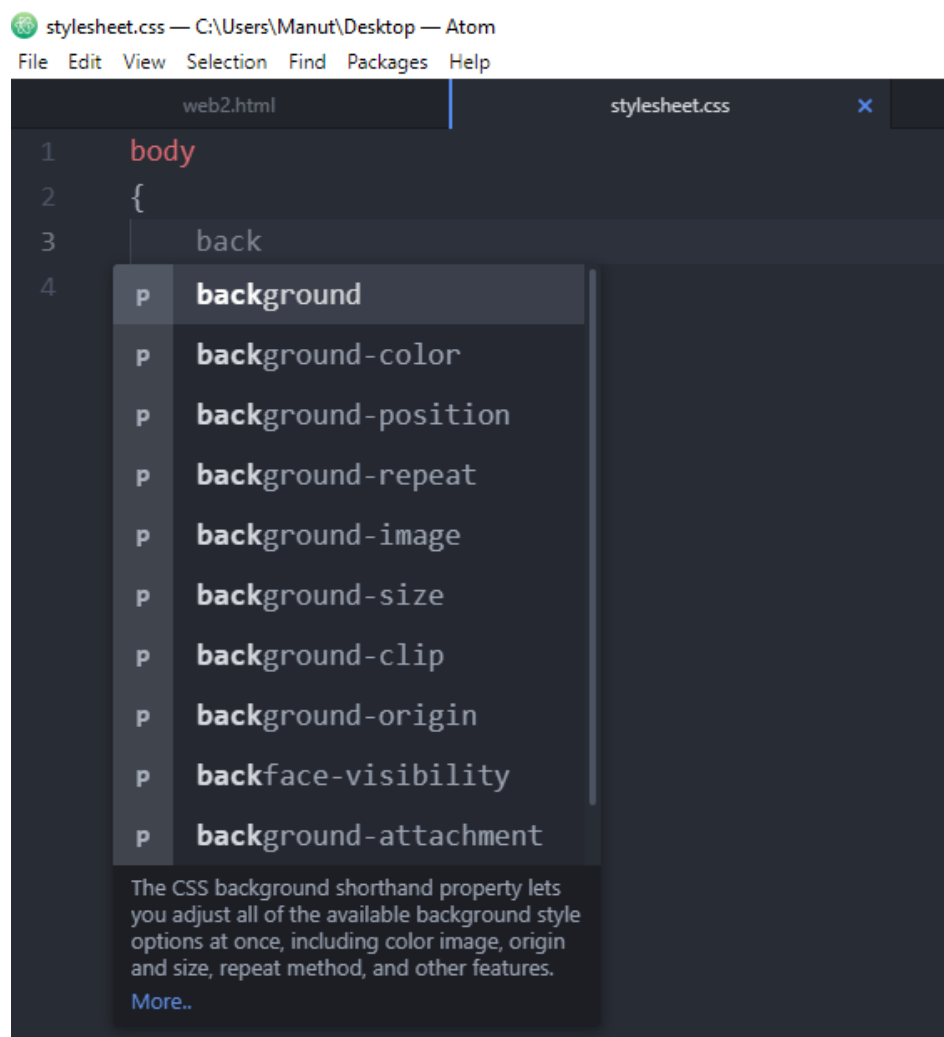 stylesheet.css — C:\Users\Manut\Desktop — Atom
File Edit View Selection Find Packages Help
web2.html stylesheet.css ×
1 body
2 {
3 back
4
p background
p background-color
p background-position
p background-repeat
p background-image
p background-size
p background-clip
p background-origin
p backface-visibility
p background-attachment
The CSS background shorthand property lets
you adjust all of the available background style
options at once, including color image, origin
and size, repeat method, and other features.
More..